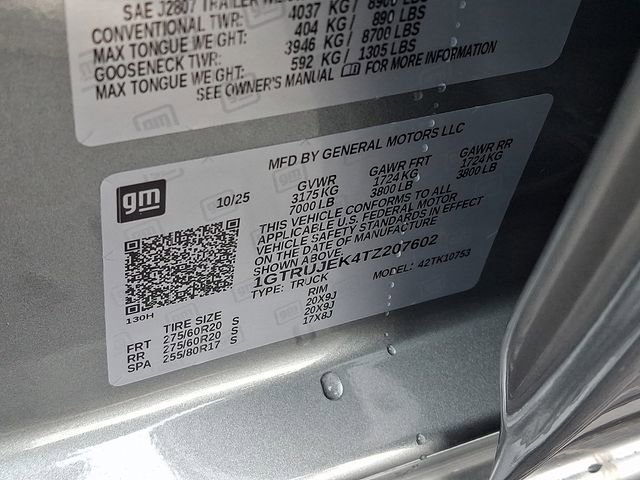 SAE J2807 TRAILER
CONVENTIONAL TWR: 4037 KG/ 8900 LBS
MAX TONGUE WEIGHT: 404 KG/ 890 LBS
GOOSENECK TWR: 3946 KG/ 8700 LBS
MAX TONGUE WEIGHT: 592 KG/ 1305 LBS
SEE OWNER'S MANUAL gm FOR MORE INFORMATION
MFD BY GENERAL MOTORS LLC
gm
10/25
GVWR GAWR FRT GAWR RR
3175 KG 1724 KG 1724 KG
7000 LB 3800 LB 3800 LB
THIS VEHICLE CONFORMS TO ALL
APPLICABLE U.S. FEDERAL MOTOR
VEHICLE SAFETY STANDARDS IN EFFECT
ON THE DATE OF MANUFACTURE
SHOWN ABOVE.
1GTRUJEK4TZ207602
TYPE: TRUCK MODEL: 42TK10753
130H
TIRE SIZE RIM
FRT 275/60R20 S 20X9J
RR 275/60R20 S 20X9J
SPA 255/80R17 S 17X8J